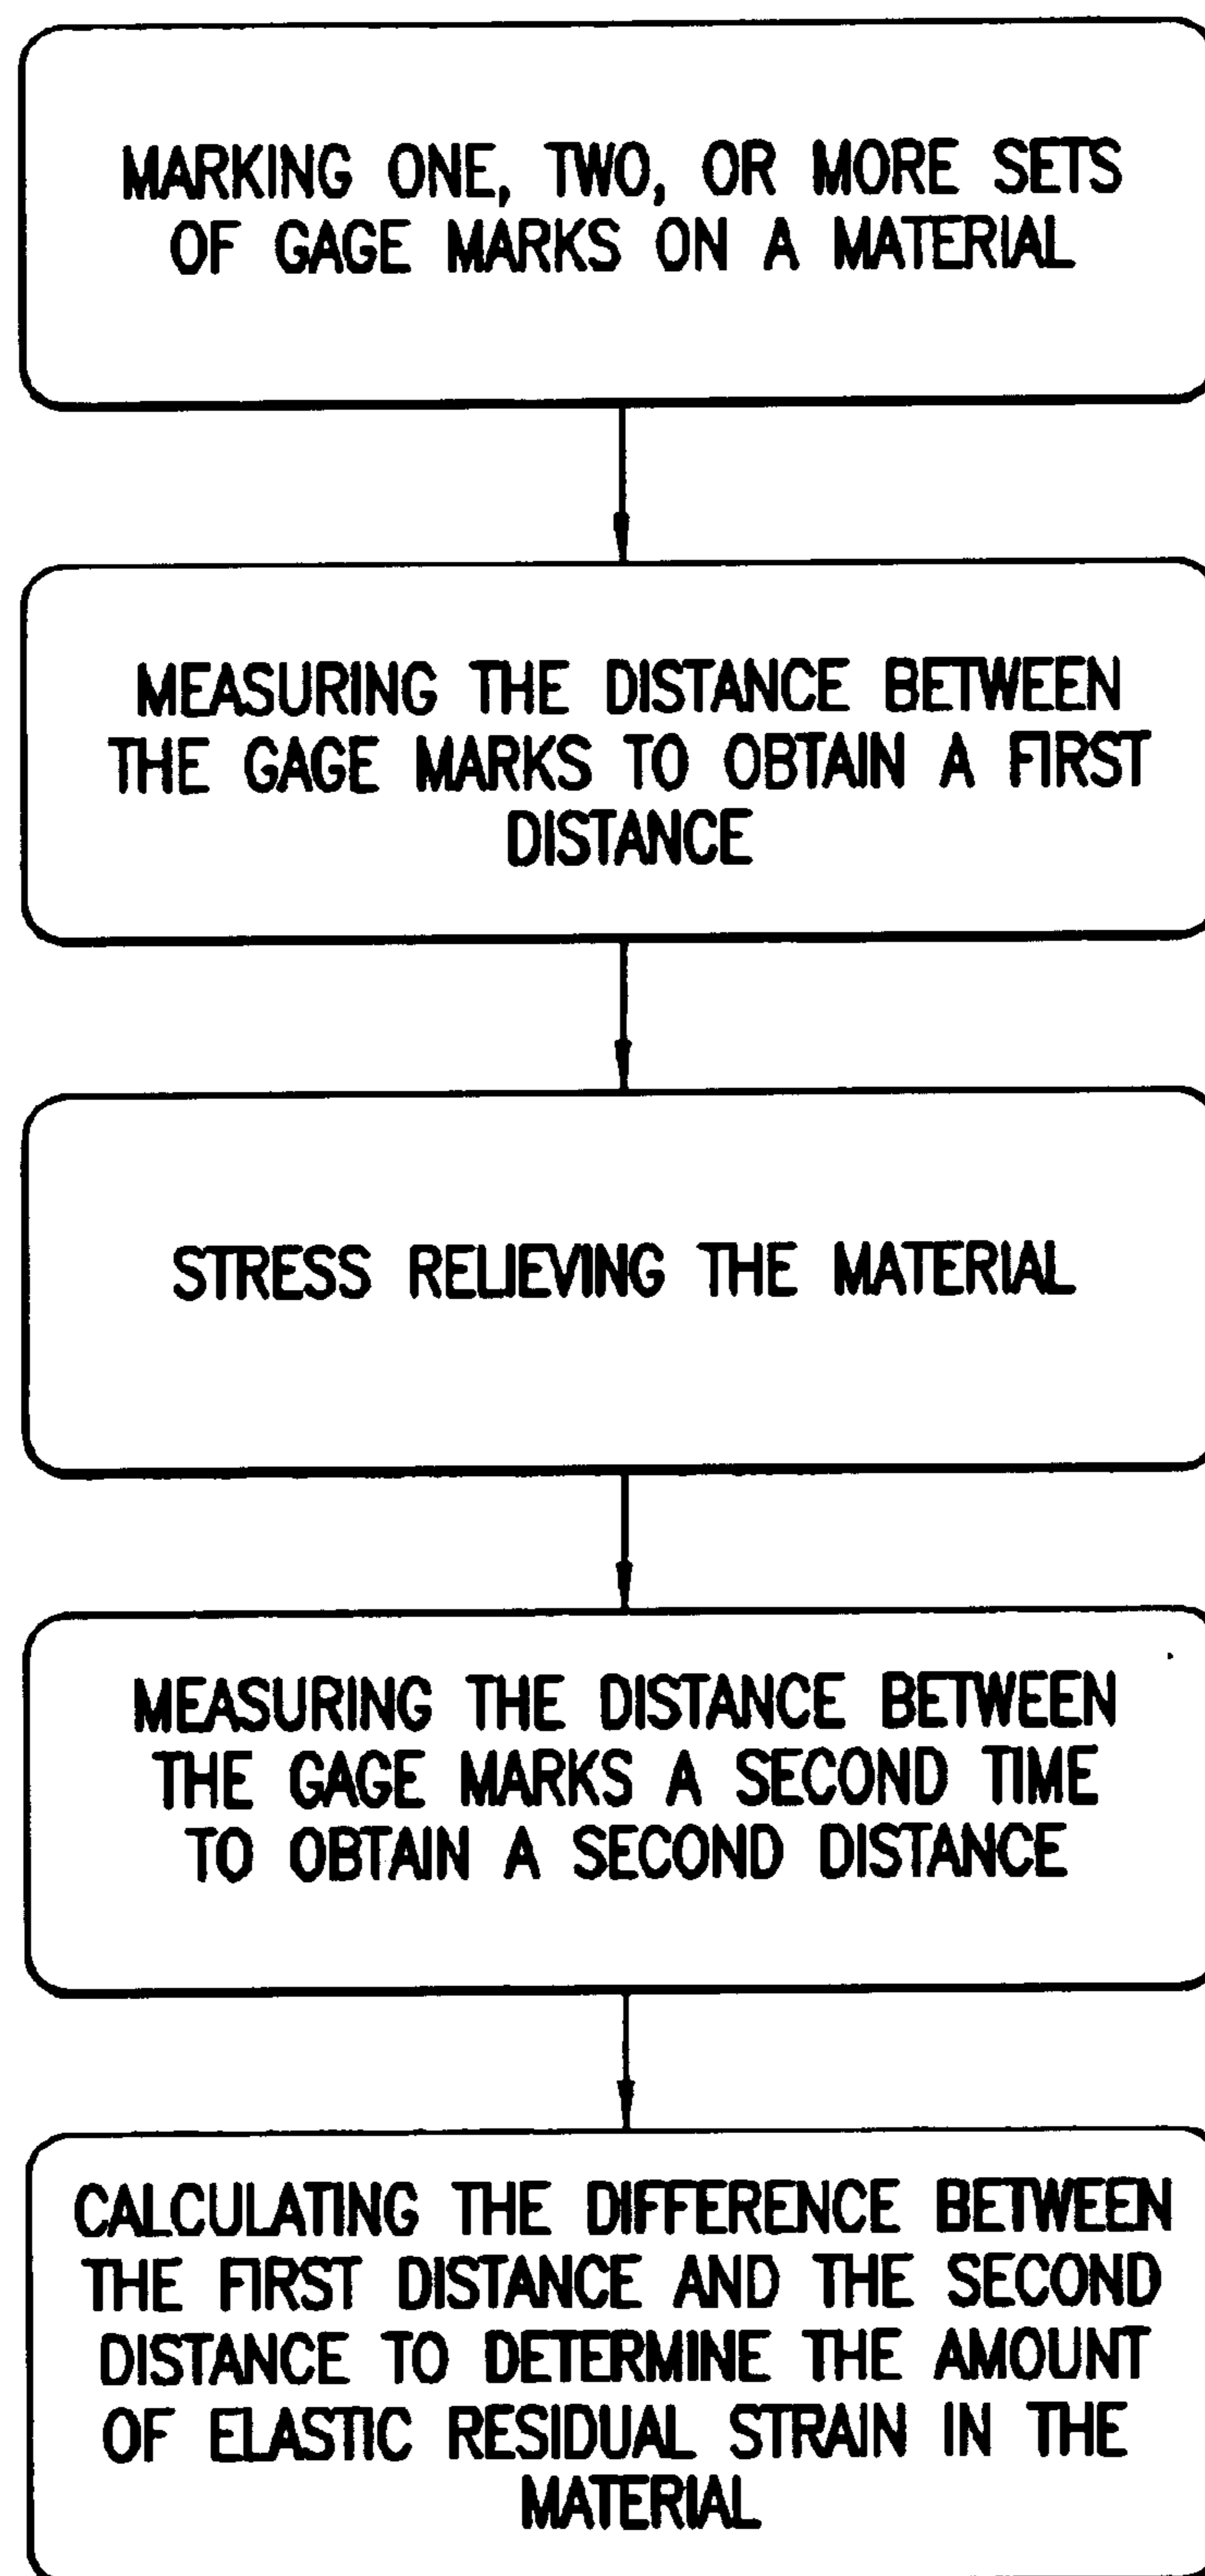 MARKING ONE, TWO, OR MORE SETS
OF GAGE MARKS ON A MATERIAL
MEASURING THE DISTANCE BETWEEN
THE GAGE MARKS TO OBTAIN A FIRST
DISTANCE
STRESS RELIEVING THE MATERIAL
MEASURING THE DISTANCE BETWEEN
THE GAGE MARKS A SECOND TIME
TO OBTAIN A SECOND DISTANCE
CALCULATING THE DIFFERENCE BETWEEN
THE FIRST DISTANCE AND THE SECOND
DISTANCE TO DETERMINE THE AMOUNT
OF ELASTIC RESIDUAL STRAIN IN THE
MATERIAL